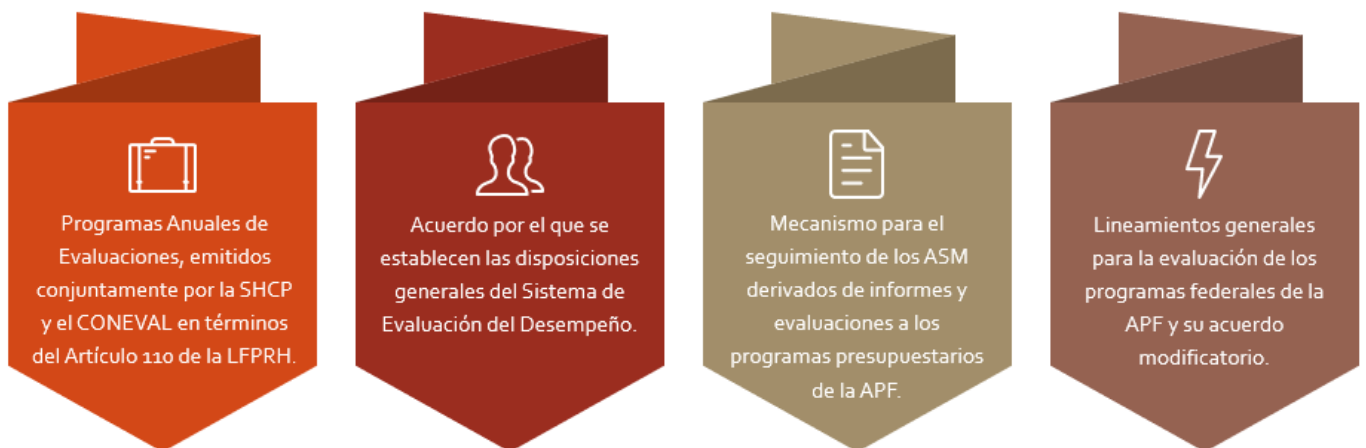 Programas Anuales de
Evaluaciones, emitidos
conjuntamente por la SHCP
y el CONEVAL en términos
del Artículo 110 de la LFPRH.
Acuerdo por el que se
establecen las disposiciones
generales del Sistema de
Evaluación del Desempeño.
Mecanismo para el
seguimiento de los ASM
derivados de informes y
evaluaciones a los
programas presupuestarios
de la APF.
Lineamientos generales
para la evaluación de los
programas federales de la
APF y su acuerdo
modificatorio.